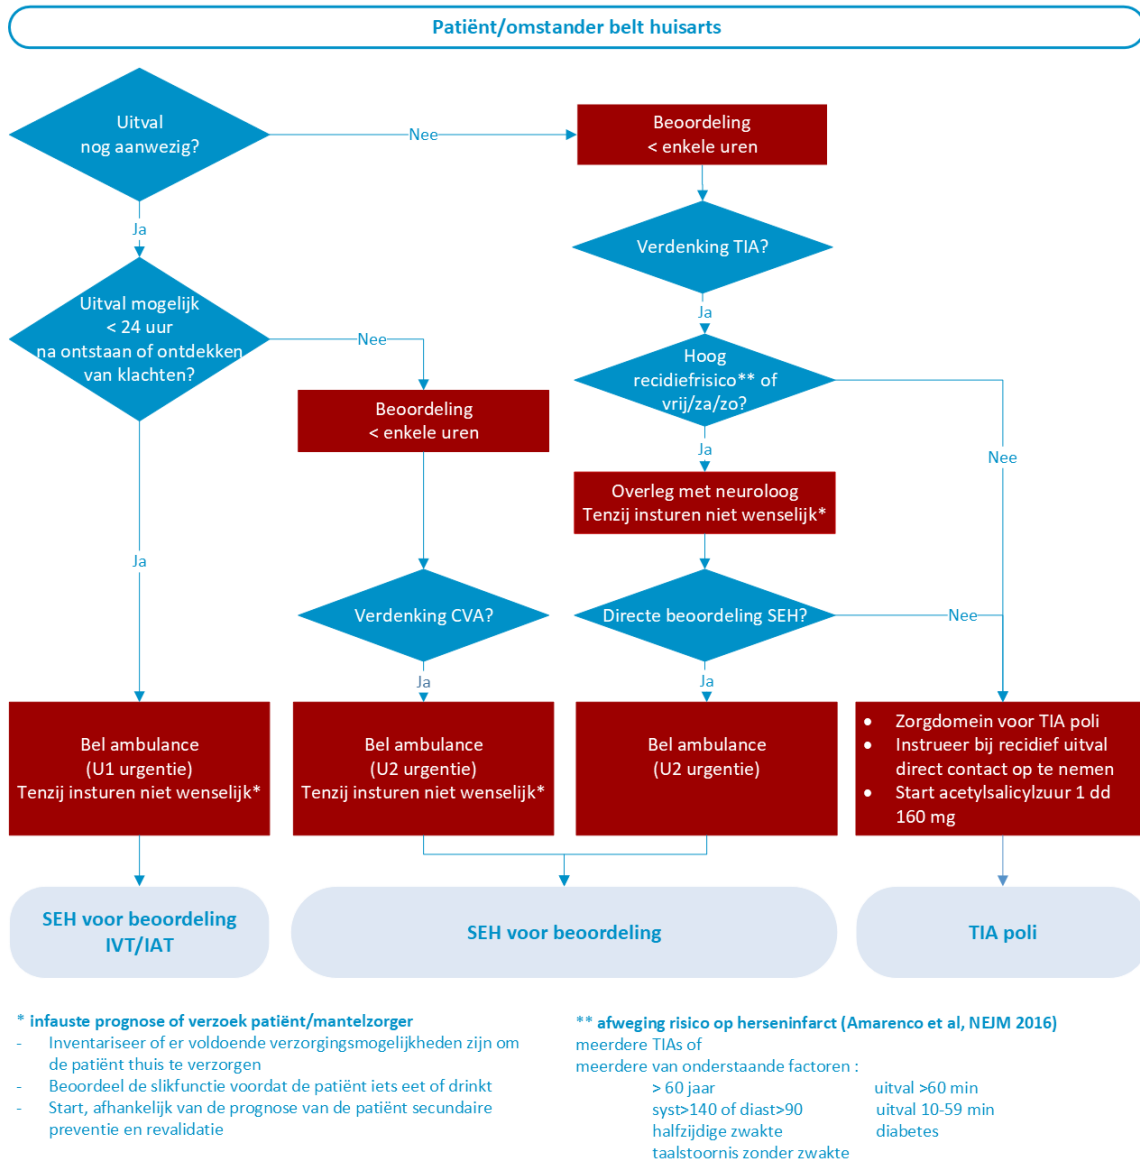 Patiënt/omstander belt huisarts
Uitval
nog aanwezig?
Nee
Beoordeling
< enkele uren
Ja
Verdenking TIA?
Uitval mogelijk
< 24 uur
na ontstaan of ontdekken
van klachten?
Nee
Ja
Hoog
recidiefrisico** of
vrij/za/zo?
Beoordeling
< enkele uren
Ja
Nee
Overleg met neuroloog
Tenzij insturen niet wenselijk*
Ja
Verdenking CVA?
Directe beoordeling SEH?
Nee
Ja
Ja
Bel ambulance
(U1 urgentie)
Tenzij insturen niet wenselijk*
Bel ambulance
(U2 urgentie)
Tenzij insturen niet wenselijk*
Bel ambulance
(U2 urgentie)
• Zorgdomein voor TIA poli
• Instrueer bij recidief uitval
direct contact op te nemen
• Start acetylsalicylzuur 1 dd
160 mg
SEH voor beoordeling
IVT/IAT
SEH voor beoordeling
TIA poli
* infauste prognose of verzoek patiënt/mantelzorger
- Inventariseer of er voldoende verzorgingsmogelijkheden zijn om
de patiënt thuis te verzorgen
- Beoordeel de slikfunctie voordat de patiënt iets eet of drinkt
- Start, afhankelijk van de prognose van de patiënt secundaire
preventie en revalidatie
** afweging risico op herseninfarct (Amarenco et al, NEJM 2016)
meerdere TIAs of
meerdere van onderstaande factoren :
> 60 jaar
uitval >60 min
syst>140 of diast>90
uitval 10-59 min
halfzijdige zwakte
diabetes
taalstoornis zonder zwakte